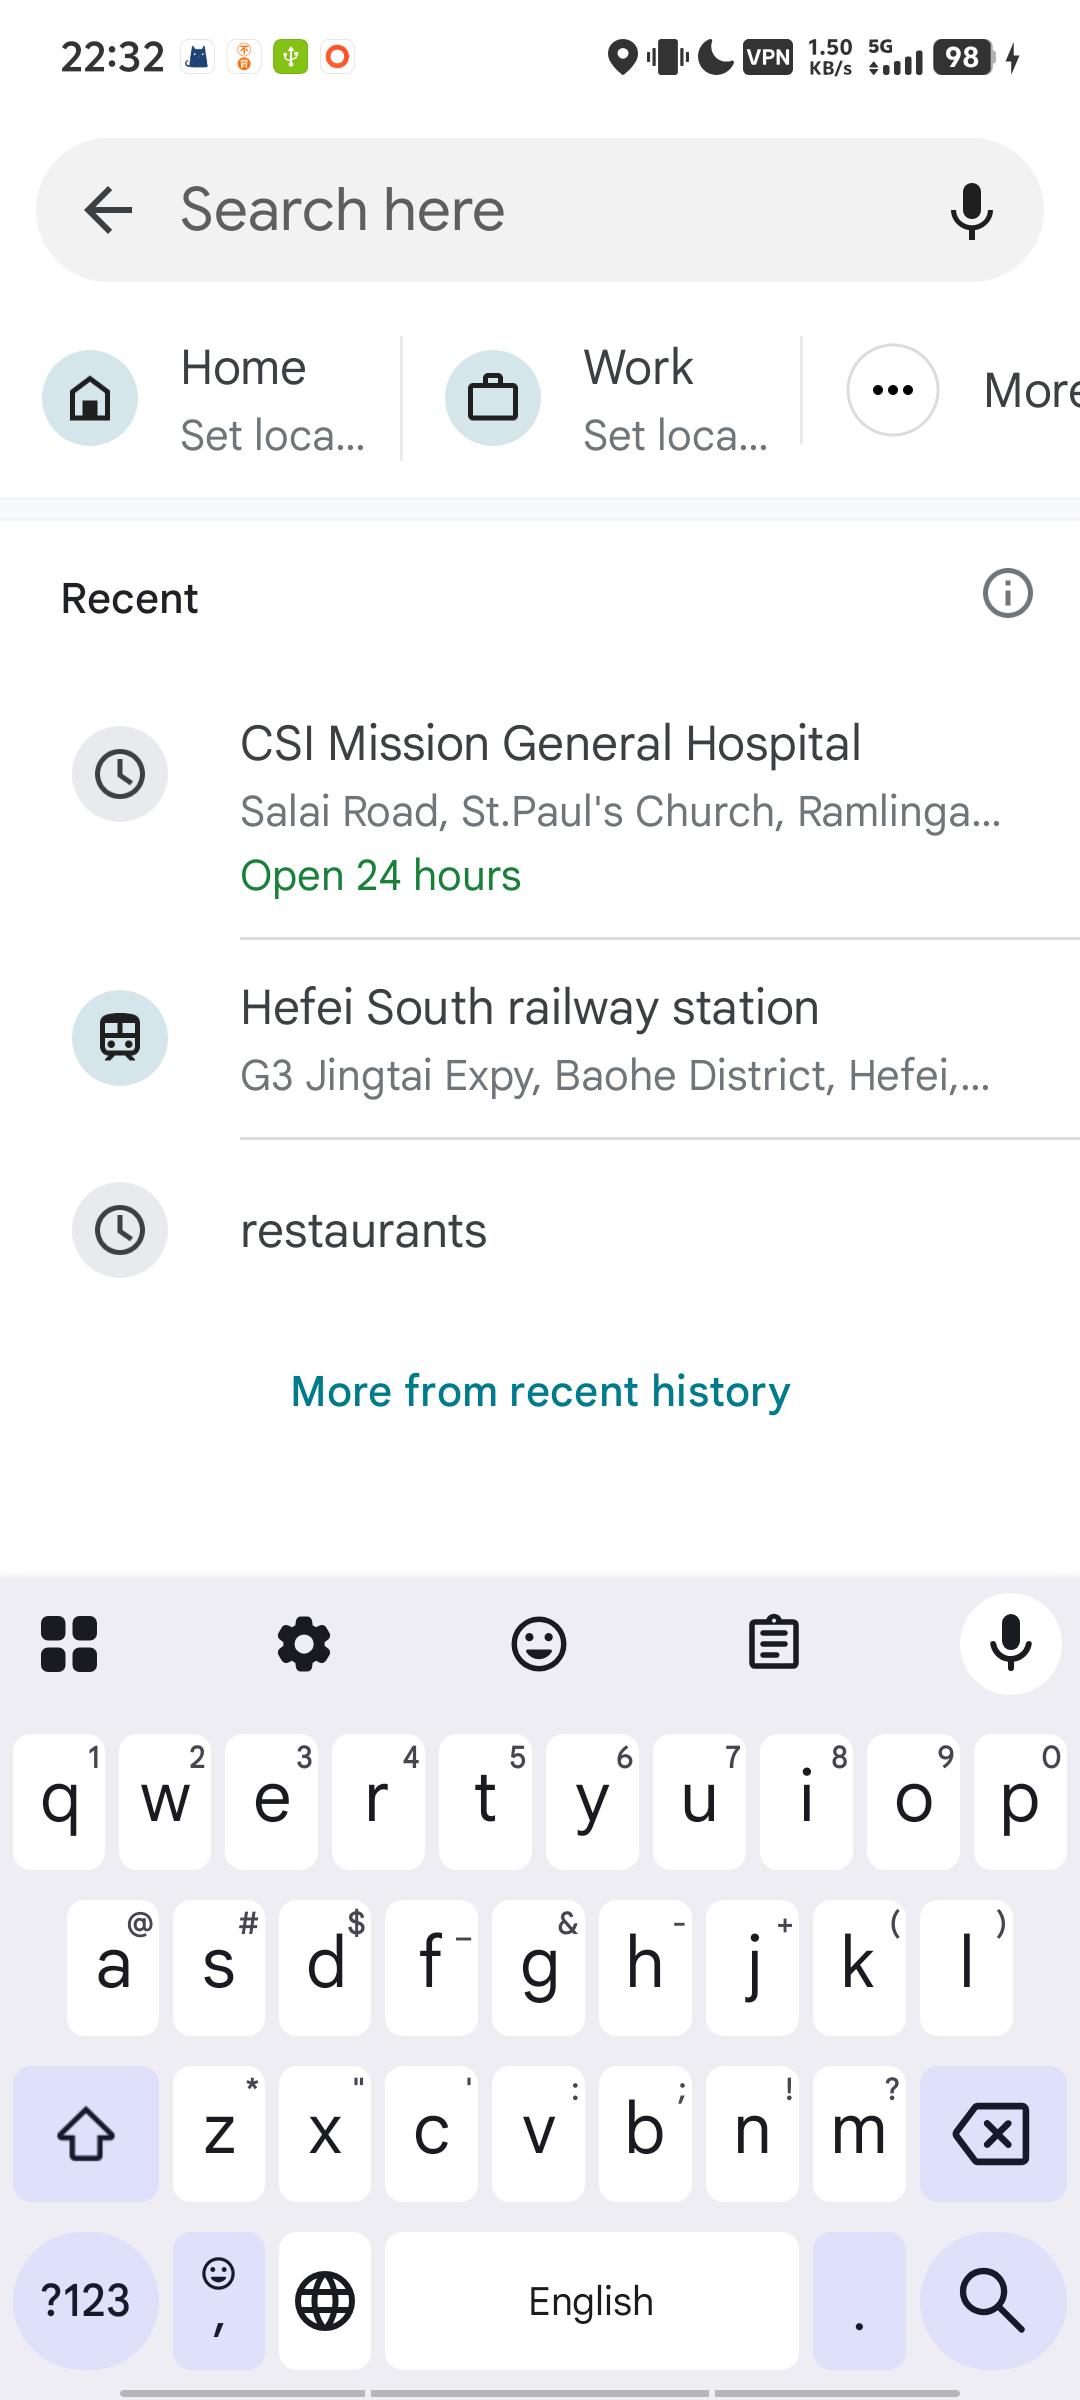 22:32
VPN 1.50 KB/s 5G 98
Search here
Home
Set loca...
Work
Set loca...
More
Recent
CSI Mission General Hospital
Salai Road, St.Paul's Church, Ramlinga...
Open 24 hours
Hefei South railway station
G3 Jingtai Expy, Baohe District, Hefei,...
restaurants
More from recent history
1 2 3 4 5 6 7 8 9 0
q w e r t y u i o p
@ # $ _ & - + ( )
a s d f g h j k l
* " ' : ; ! ?
z x c v b n m
?123 , English .